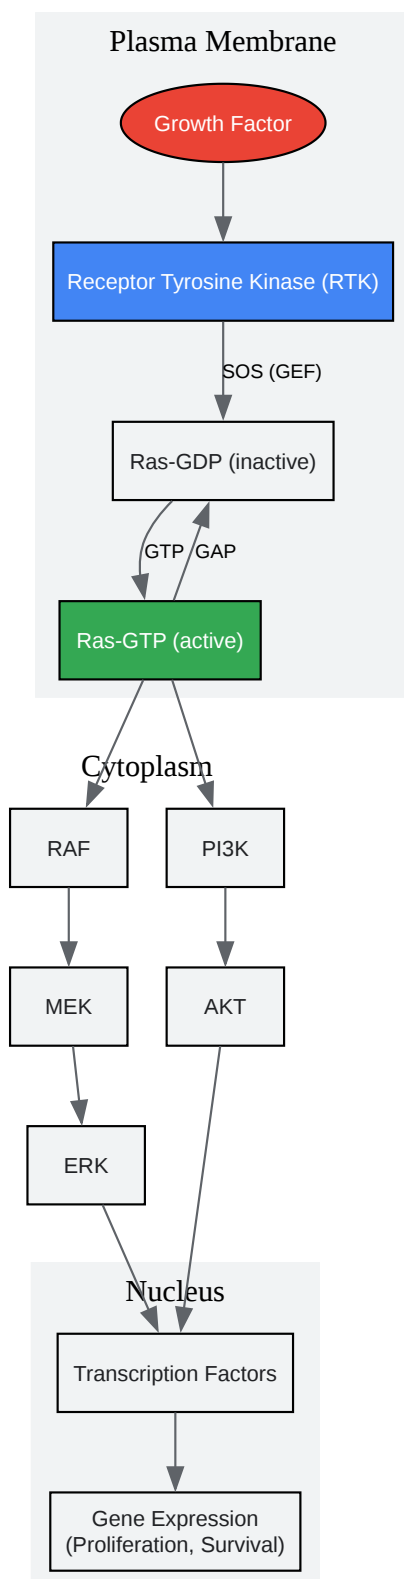 Plasma Membrane
Growth Factor
Receptor Tyrosine Kinase (RTK)
SOS (GEF)
Ras-GDP (inactive)
GTP
GAP
Ras-GTP (active)
Cytoplasm
RAF
PI3K
MEK
AKT
ERK
Nucleus
Transcription Factors
Gene Expression
(Proliferation, Survival)